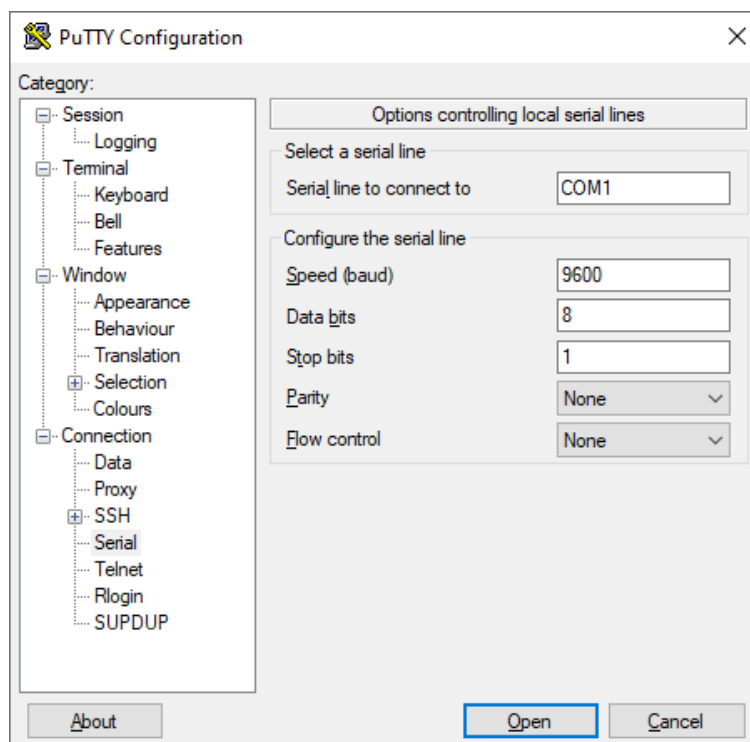 PuTTY Configuration
Category:
Session
Logging
Terminal
Keyboard
Bell
Features
Window
Appearance
Behaviour
Translation
Selection
Colours
Connection
Data
Proxy
SSH
Serial
Telnet
Rlogin
SUPDUP
Options controlling local serial lines
Select a serial line
Serial line to connect to COM1
Configure the serial line
Speed (baud) 9600
Data bits 8
Stop bits 1
Parity None
Flow control None
About Open Cancel